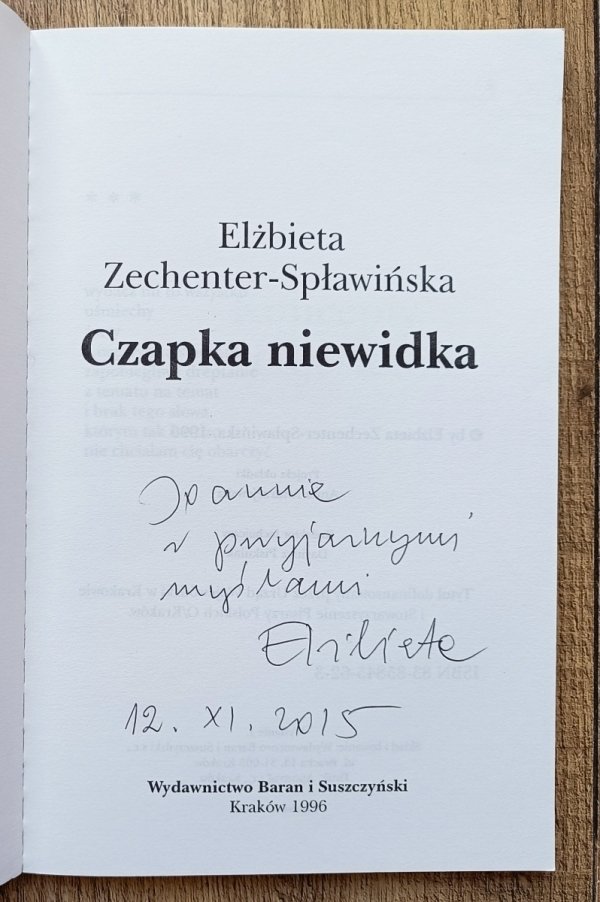 Elżbieta
Zechenter-Spławińska
Czapka niewidka
Joannie
z przyjaznymi
myślami
Elżbieta
12. XI. 2015
Wydawnictwo Baran i Suszczyński
Kraków 1996